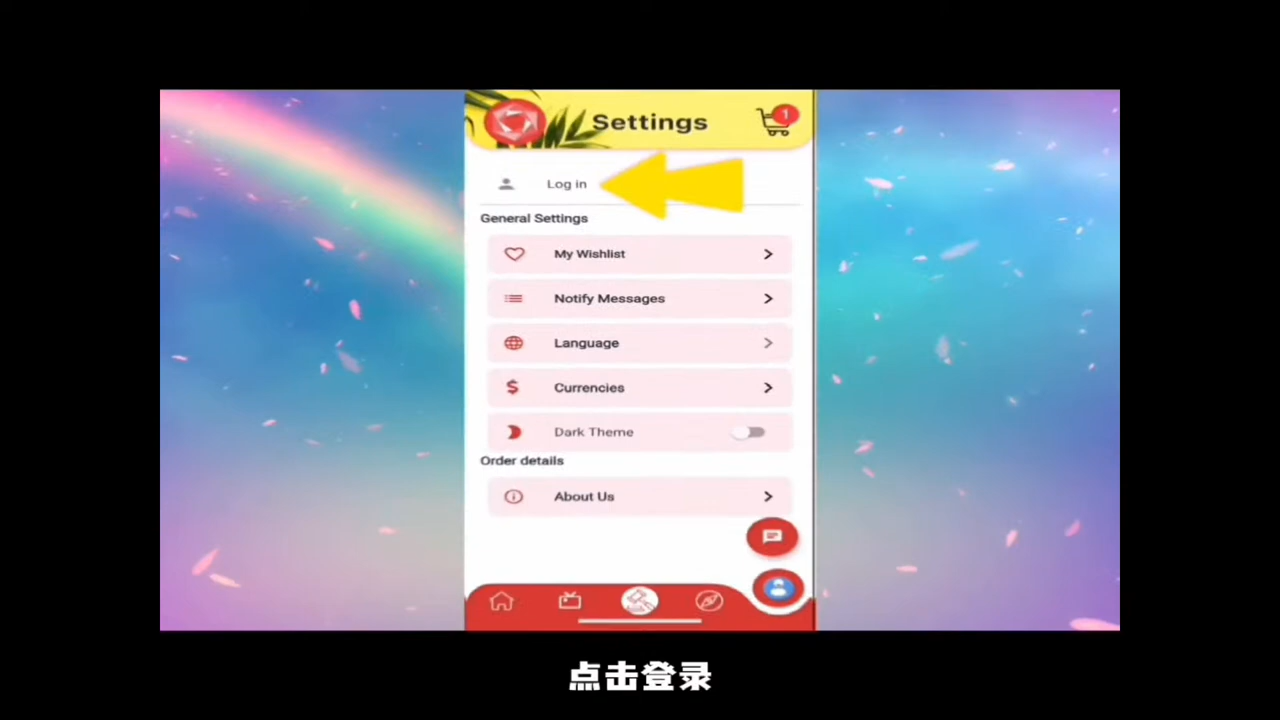 Settings
1
Log in
General Settings
My Wishlist
Notify Messages
Language
Currencies
Dark Theme
Order details
About Us
点击登录